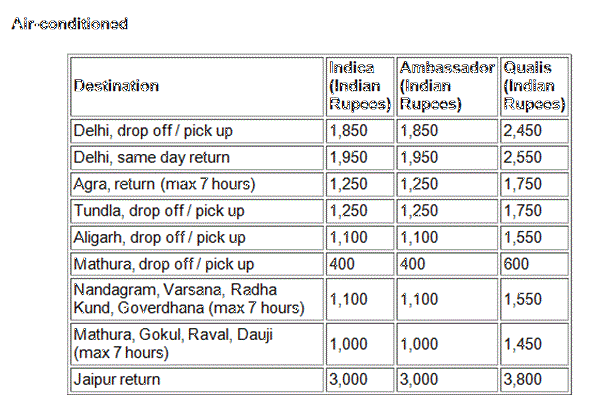 Air-conditioned
Destination Indica (Indian Rupees) Ambassador (Indian Rupees) Qualis (Indian Rupees)
Delhi, drop off / pick up 1,850 1,850 2,450
Delhi, same day return 1,950 1,950 2,550
Agra, return (max 7 hours) 1,250 1,250 1,750
Tundla, drop off / pick up 1,250 1,250 1,750
Aligarh, drop off / pick up 1,100 1,100 1,550
Mathura, drop off / pick up 400 400 600
Nandagram, Varsana, Radha
Kund, Goverdhana (max 7 hours) 1,100 1,100 1,550
Mathura, Gokul, Raval, Dauji
(max 7 hours) 1,000 1,000 1,450
Jaipur return 3,000 3,000 3,800